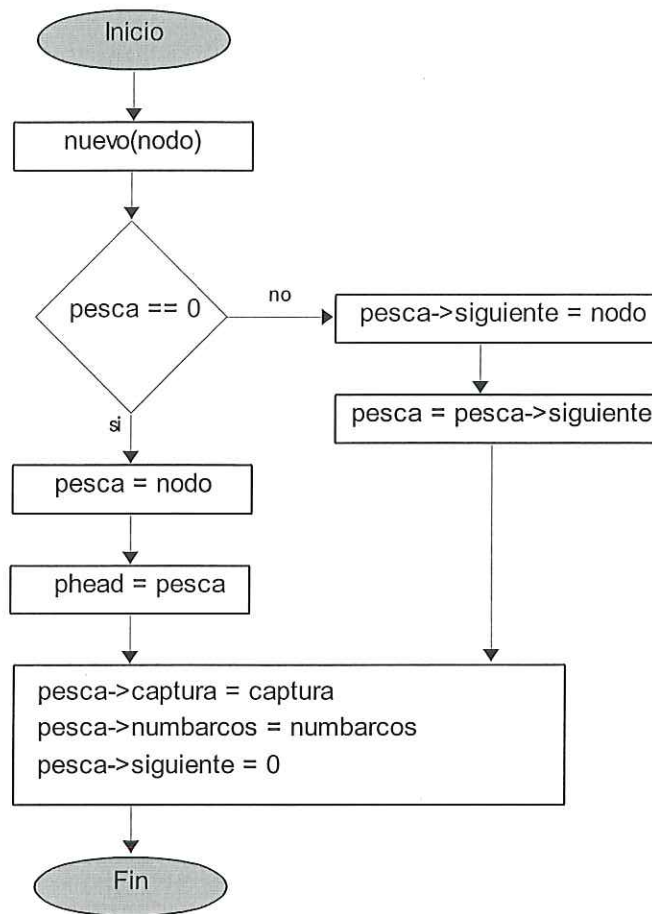 Inicio
nuevo(nodo)
pesca == 0
no
pesca->siguiente = nodo
pesca = pesca->siguiente
si
pesca = nodo
phead = pesca
pesca->captura = captura
pesca->numbarcos = numbarcos
pesca->siguiente = 0
Fin